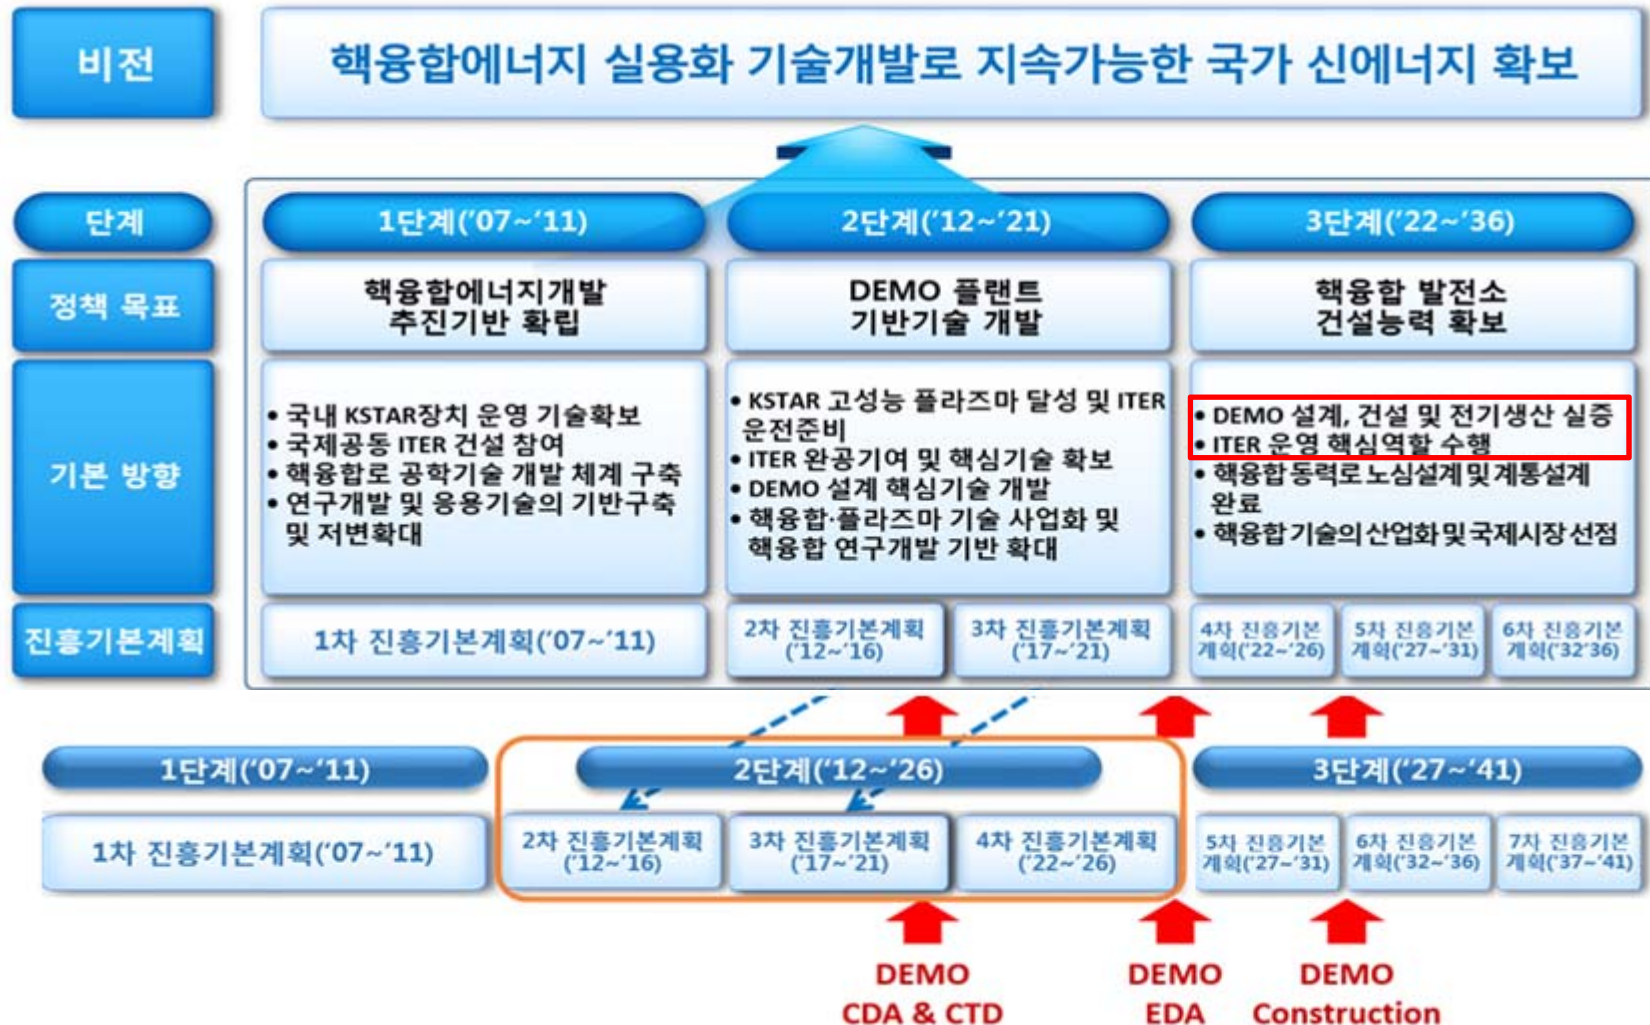 비전
핵융합에너지 실용화 기술개발로 지속가능한 국가 신에너지 확보
단계
1단계('07~'11)
2단계('12~'21)
3단계('22~'36)
정책 목표
핵융합에너지개발
추진기반 확립
DEMO 플랜트
기반기술 개발
핵융합 발전소
건설능력 확보
기본 방향
• 국내 KSTAR장치 운영 기술확보
• 국제공동 ITER 건설 참여
• 핵융합로 공학기술 개발 체계 구축
• 연구개발 및 응용기술의 기반구축
및 저변확대
• KSTAR 고성능 플라즈마 달성 및 ITER
운전준비
• ITER 완공기여 및 핵심기술 확보
• DEMO 설계 핵심기술 개발
• 핵융합·플라즈마 기술 사업화 및
핵융합 연구개발 기반 확대
• DEMO 설계, 건설 및 전기생산 실증
• ITER 운영 핵심역할 수행
• 핵융합동력로 노심설계 및 계통설계
완료
• 핵융합 기술의 산업화 및 국제시장 선점
진흥기본계획
1차 진흥기본계획('07~'11)
2차 진흥기본계획
('12~'16)
3차 진흥기본계획
('17~'21)
4차 진흥기본
계획('22~'26)
5차 진흥기본
계획('27~'31)
6차 진흥기본
계획('32'36)
1단계('07~'11)
2단계('12~'26)
3단계('27~'41)
1차 진흥기본계획('07~'11)
2차 진흥기본계획
('12~'16)
3차 진흥기본계획
('17~'21)
4차 진흥기본계획
('22~'26)
5차 진흥기본
계획('27~'31)
6차 진흥기본
계획('32~'36)
7차 진흥기본
계획('37~'41)
DEMO
CDA & CTD
DEMO
EDA
DEMO
Construction